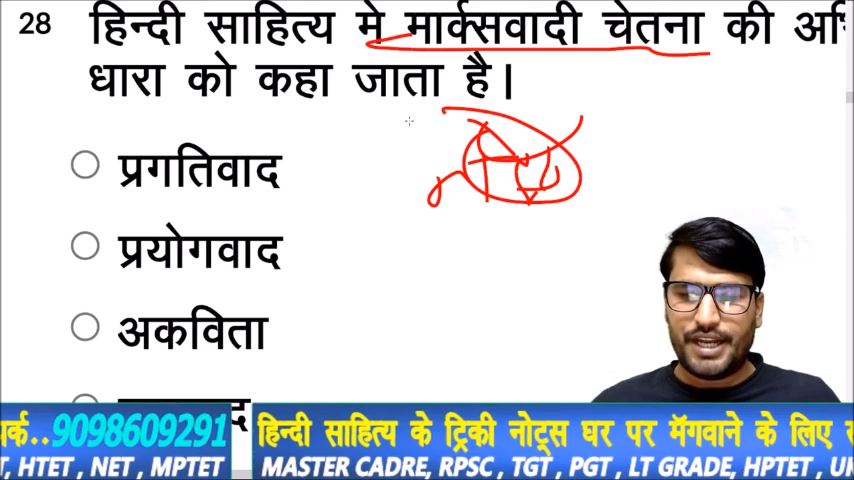 28 हिन्दी साहित्य मे मार्क्सवादी चेतना की
धारा को कहा जाता है।
प्रगतिवाद
प्रयोगवाद
अकविता
9098609291 हिन्दी साहित्य के ट्रिकी नोट्स घर पर मॅगवाने के लिए
HTET , NET , MPTET MASTER CADRE, RPSC , TGT , PGT , LT GRADE, HPTET ,